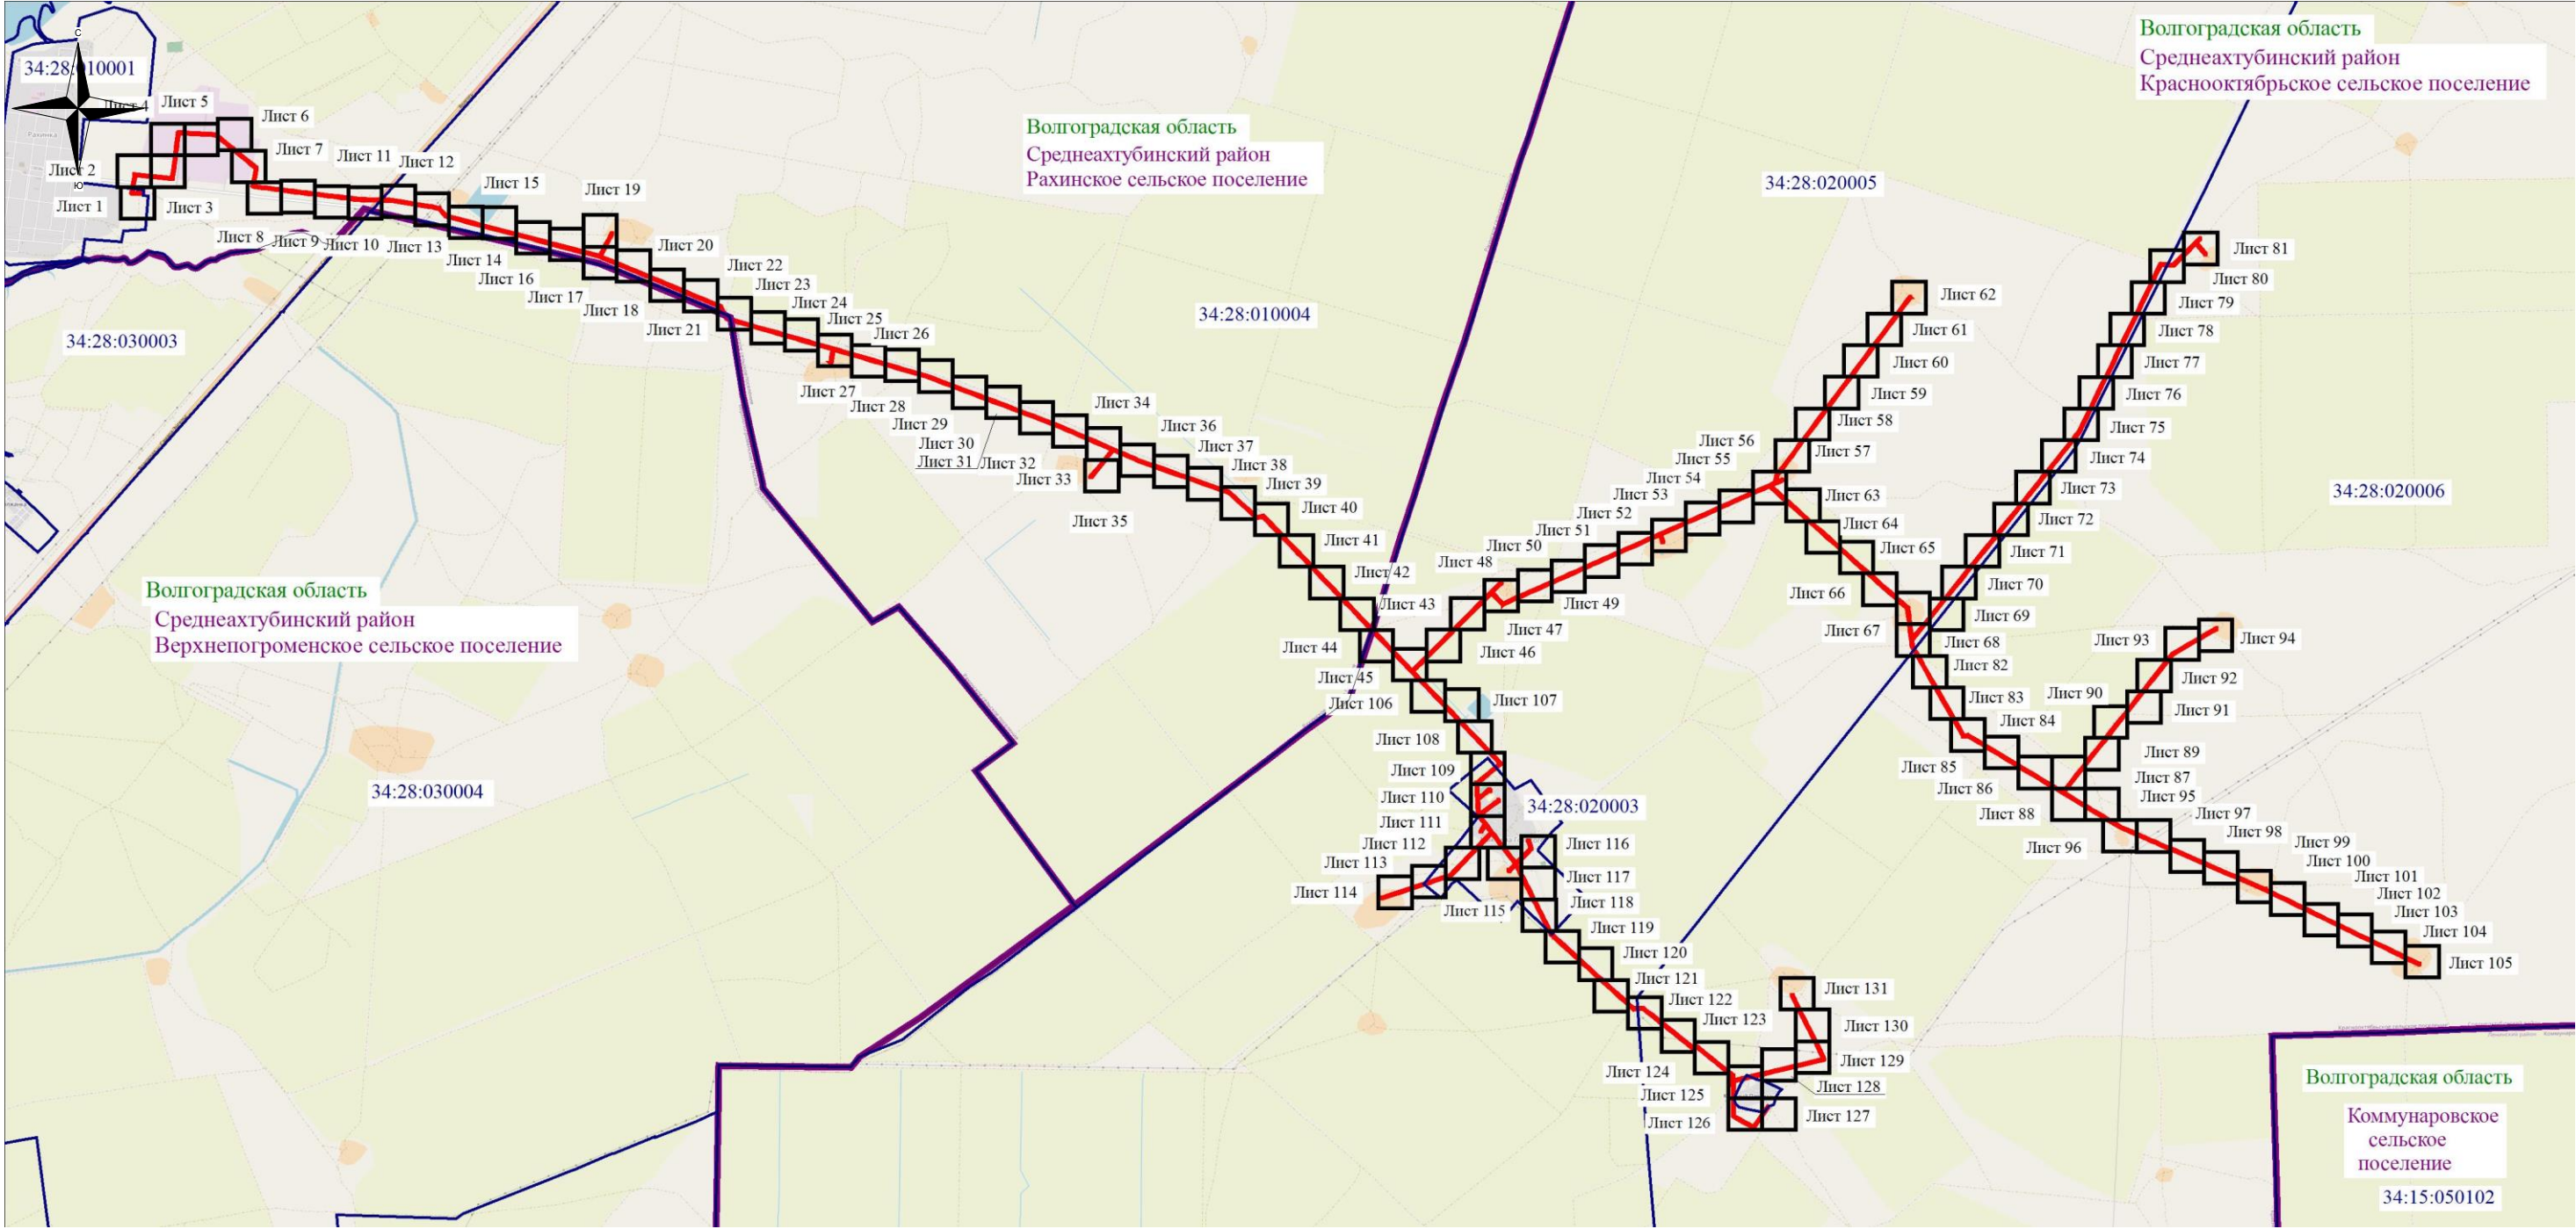 Волгоградская область
Среднеахтубинский район
Краснооктябрьское сельское поселение
Волгоградская область
Среднеахтубинский район
Рахинское сельское поселение
С
Ю
34:28:010001
Рахинка
Лист 4
Лист 5
Лист 6
Лист 7
Лист 11
Лист 12
Лист 2
Лист 1
Лист 3
Лист 15
Лист 19
Лист 8
Лист 9
Лист 10
Лист 13
Лист 14
Лист 16
Лист 17
Лист 18
Лист 20
Лист 21
Лист 22
Лист 23
Лист 24
Лист 25
Лист 26
34:28:030003
34:28:010004
34:28:020005
34:28:020006
Лист 27
Лист 28
Лист 29
Лист 30
Лист 31
Лист 32
Лист 33
Лист 34
Лист 35
Лист 36
Лист 37
Лист 38
Лист 39
Лист 40
Лист 41
Лист 42
Лист 43
Лист 44
Лист 45
Лист 106
Лист 46
Лист 47
Лист 48
Лист 49
Лист 50
Лист 51
Лист 52
Лист 53
Лист 54
Лист 55
Лист 56
Лист 57
Лист 58
Лист 59
Лист 60
Лист 61
Лист 62
Лист 63
Лист 64
Лист 65
Лист 66
Лист 67
Лист 68
Лист 69
Лист 70
Лист 71
Лист 72
Лист 73
Лист 74
Лист 75
Лист 76
Лист 77
Лист 78
Лист 79
Лист 80
Лист 81
Лист 82
Лист 83
Лист 84
Лист 85
Лист 86
Лист 87
Лист 88
Лист 89
Лист 90
Лист 91
Лист 92
Лист 93
Лист 94
Лист 95
Лист 96
Лист 97
Лист 98
Лист 99
Лист 100
Лист 101
Лист 102
Лист 103
Лист 104
Лист 105
Волгоградская область
Среднеахтубинский район
Верхнепогроменское сельское поселение
34:28:030004
Лист 107
Лист 108
Лист 109
Лист 110
Лист 111
Лист 112
Лист 113
Лист 114
Лист 115
34:28:020003
Лист 116
Лист 117
Лист 118
Лист 119
Лист 120
Лист 121
Лист 122
Лист 123
Лист 124
Лист 125
Лист 126
Лист 127
Лист 128
Лист 129
Лист 130
Лист 131
Волгоградская область
Коммунаровское
сельское
поселение
34:15:050102